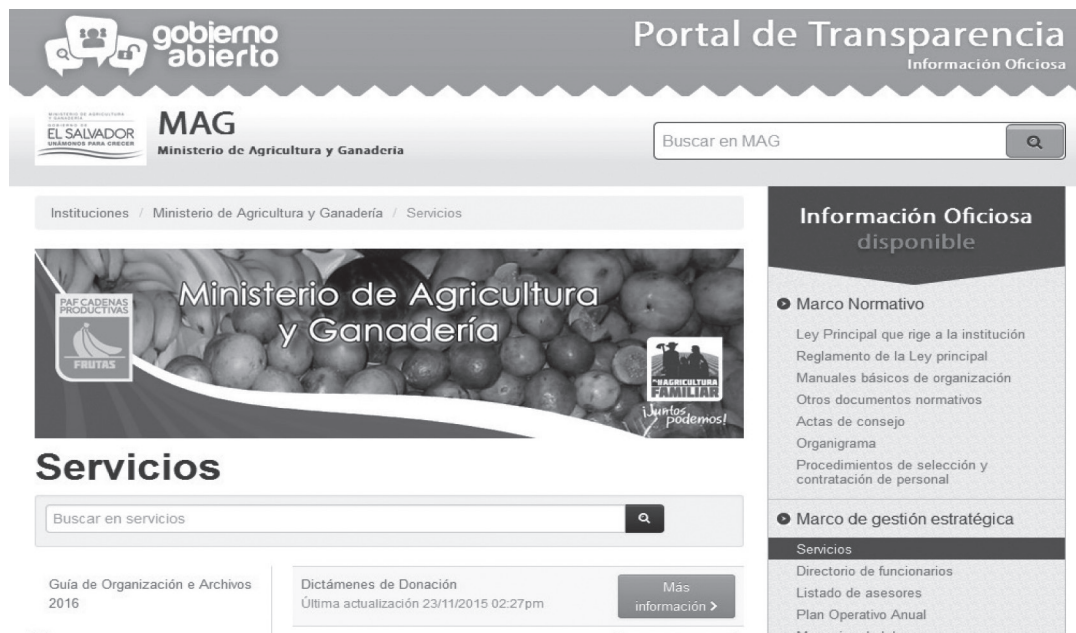 gobierno
abierto
Portal de Transparencia
Información Oficiosa
MINISTERIO DE AGRICULTURA
Y GANADERÍA
GOBIERNO DE
EL SALVADOR
UNÁMONOS PARA CRECER
MAG
Ministerio de Agricultura y Ganadería
Buscar en MAG
Instituciones / Ministerio de Agricultura y Ganadería / Servicios
PAF CADENAS
PRODUCTIVAS
FRUTAS
Ministerio de Agricultura
y Ganadería
AGRICULTURA
FAMILIAR
¡Juntos
podemos!
Servicios
Buscar en servicios
Guía de Organización e Archivos
2016
Dictámenes de Donación
Última actualización 23/11/2015 02:27pm
Más
información >
Información Oficiosa
disponible
Marco Normativo
Ley Principal que rige a la institución
Reglamento de la Ley principal
Manuales básicos de organización
Otros documentos normativos
Actas de consejo
Organigrama
Procedimientos de selección y
contratación de personal
Marco de gestión estratégica
Servicios
Directorio de funcionarios
Listado de asesores
Plan Operativo Anual